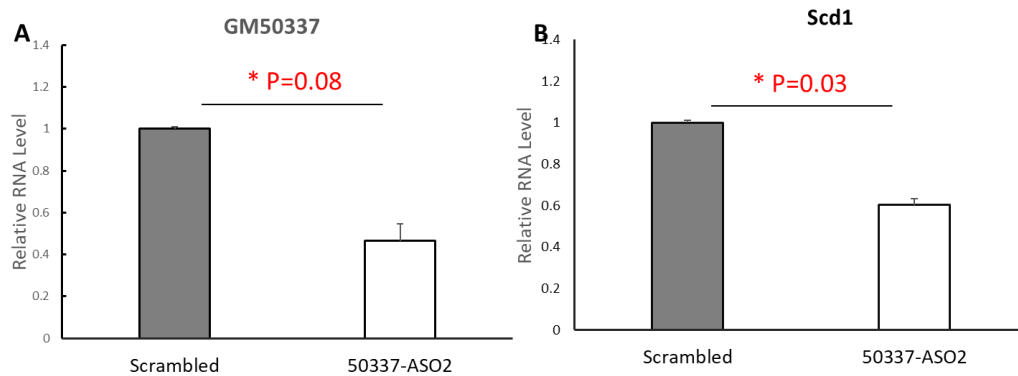 A
GM50337
1.4
1.2
1
0.8
0.6
0.4
0.2
0
Relative RNA Level
* P=0.08
Scrambled
50337-ASO2
B
Scd1
1.4
1.2
1
0.8
0.6
0.4
0.2
0
Relative RNA Level
* P=0.03
Scrambled
50337-ASO2